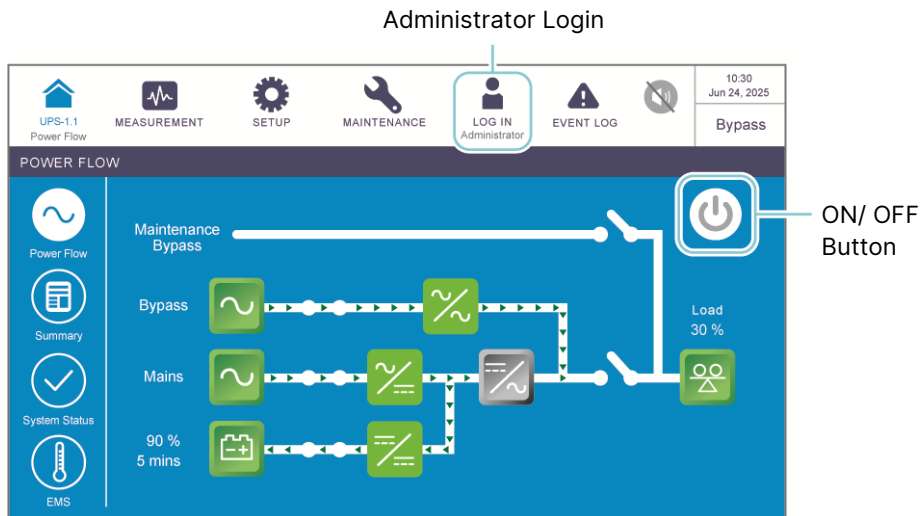 Administrator Login
UPS-1.1
Power Flow
MEASUREMENT
SETUP
MAINTENANCE
LOG IN
Administrator
EVENT LOG
10:30
Jun 24, 2025
Bypass
POWER FLOW
ON/ OFF
Button
Power Flow
Summary
System Status
EMS
Maintenance
Bypass
Bypass
Mains
90 %
5 mins
Load
30 %